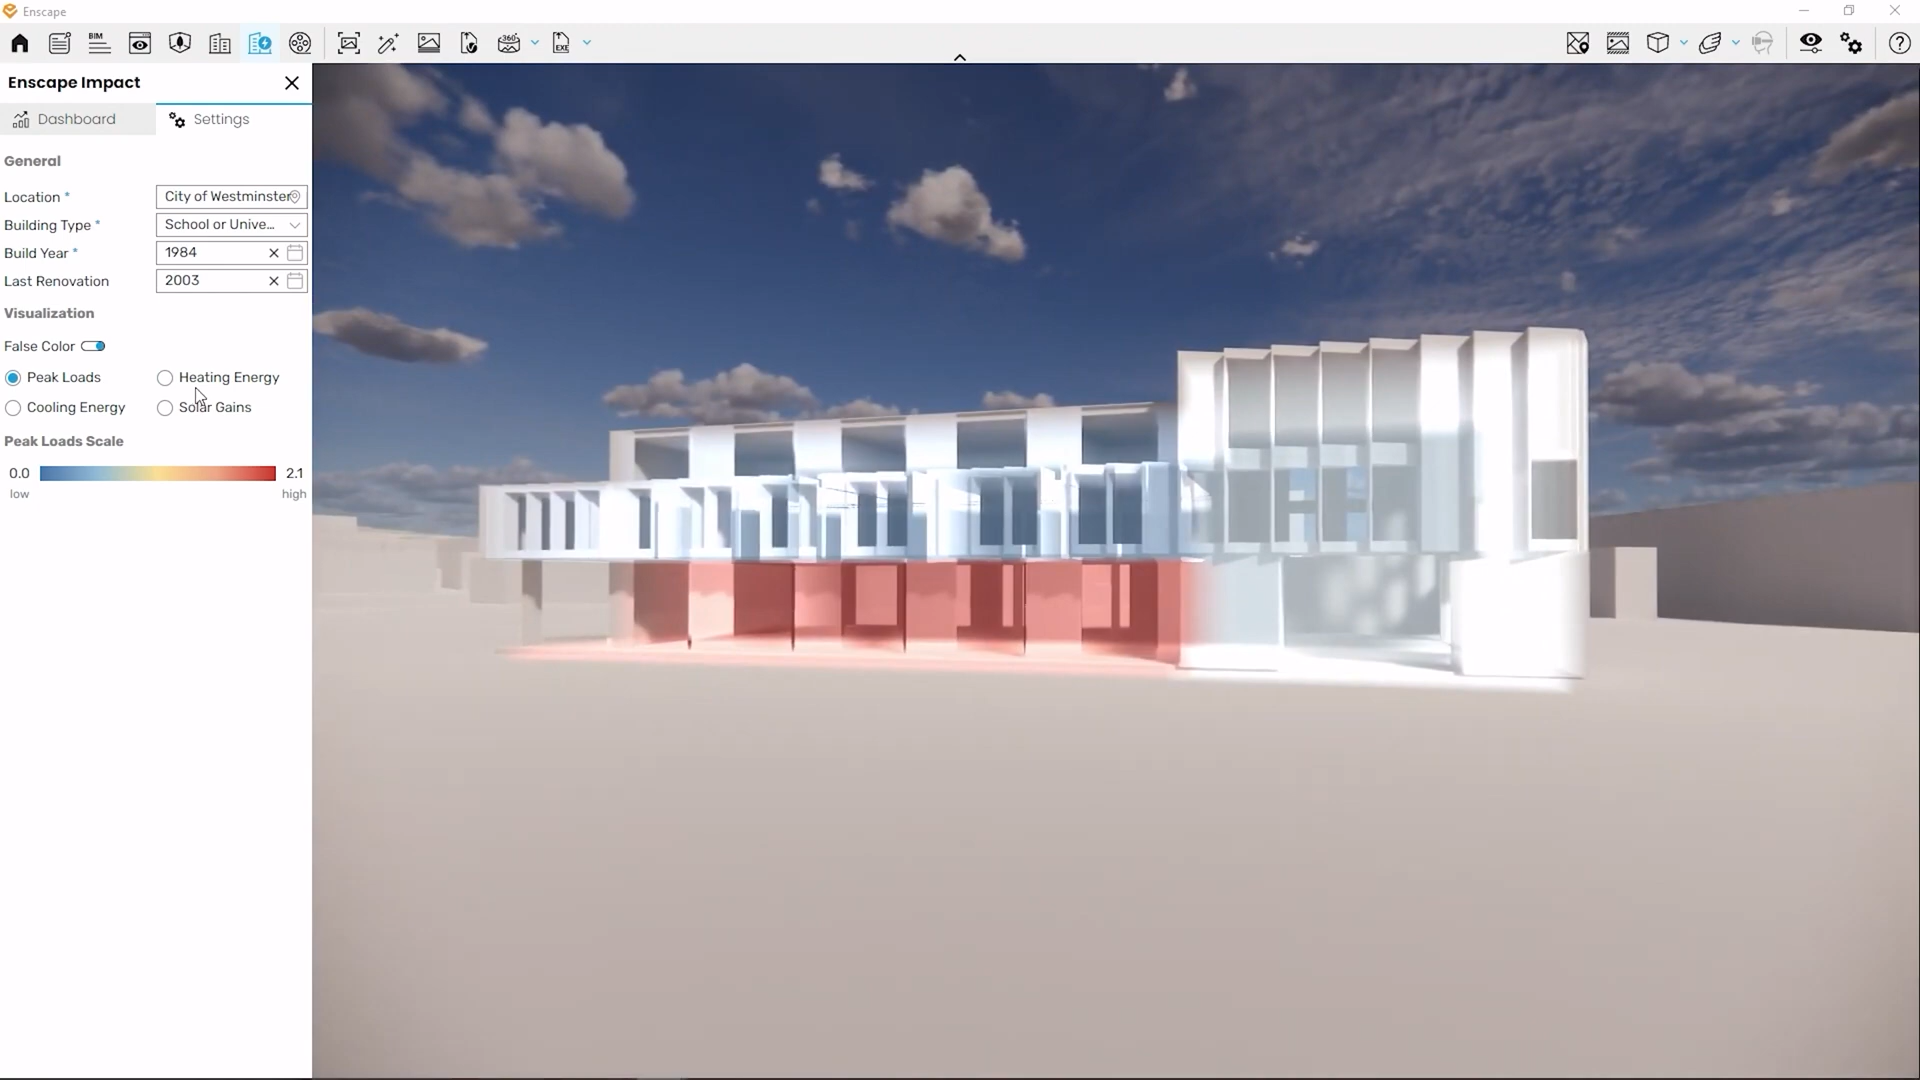 Enscape
BIM
360°
EXE
Enscape Impact
Dashboard
Settings
General
Location *
City of Westminster
Building Type *
School or Unive...
Build Year *
1984
Last Renovation
2003
Visualization
False Color
Peak Loads
Heating Energy
Cooling Energy
Solar Gains
Peak Loads Scale
0.0
2.1
low
high